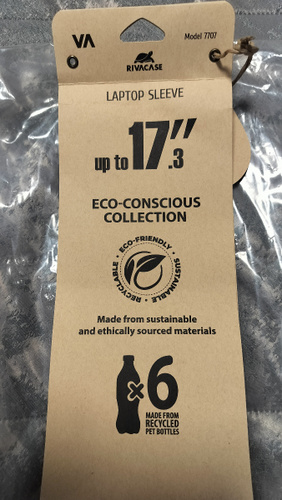 VA
Model 7707
RIVACASE
LAPTOP SLEEVE
up to 17".3
ECO-CONSCIOUS
COLLECTION
• ECO-FRIENDLY • SUSTAINABLE • RECYCLABLE
Made from sustainable
and ethically sourced materials
×6
MADE FROM
RECYCLED
PET BOTTLES